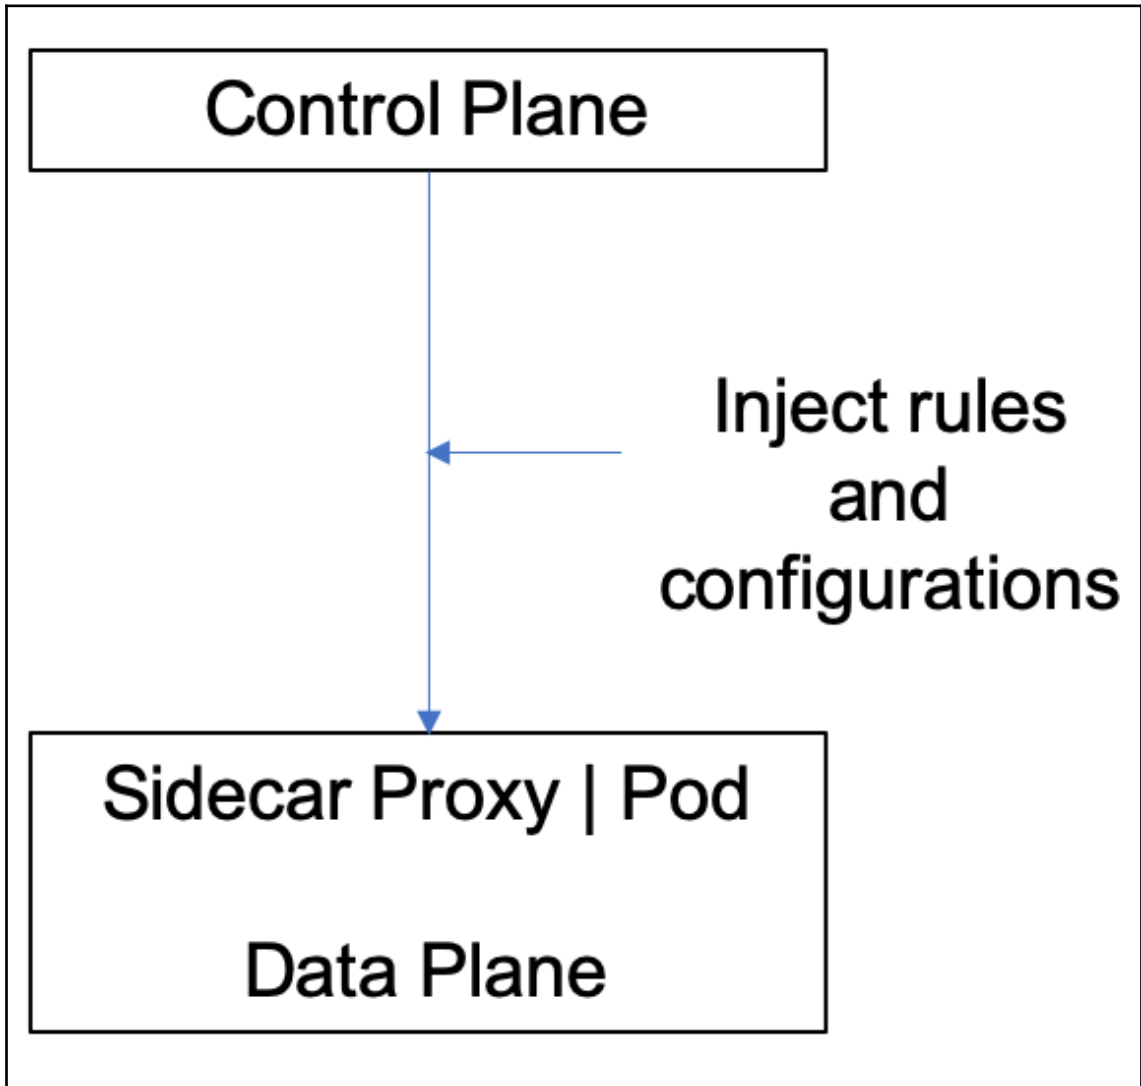 Control Plane
Inject rules
and
configurations
Sidecar Proxy | Pod
Data Plane